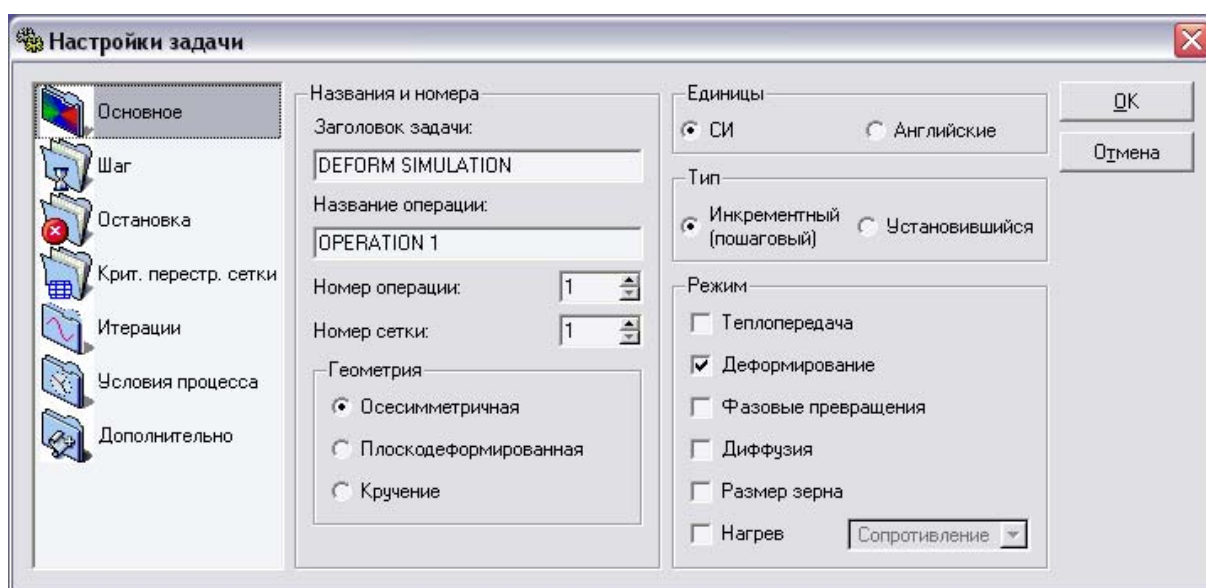 Настройки задачи
Основное
Шаг
Остановка
Крит. перестр. сетки
Итерации
Условия процесса
Дополнительно
Названия и номера
Заголовок задачи:
DEFORM SIMULATION
Название операции:
OPERATION 1
Номер операции: 1
Номер сетки: 1
Геометрия
Осесимметричная
Плоскодеформированная
Кручение
Единицы
СИ Английские
Тип
Инкрементный
(пошаговый)
Установившийся
Режим
Теплопередача
Деформирование
Фазовые превращения
Диффузия
Размер зерна
Нагрев Сопротивление
OK
Отмена